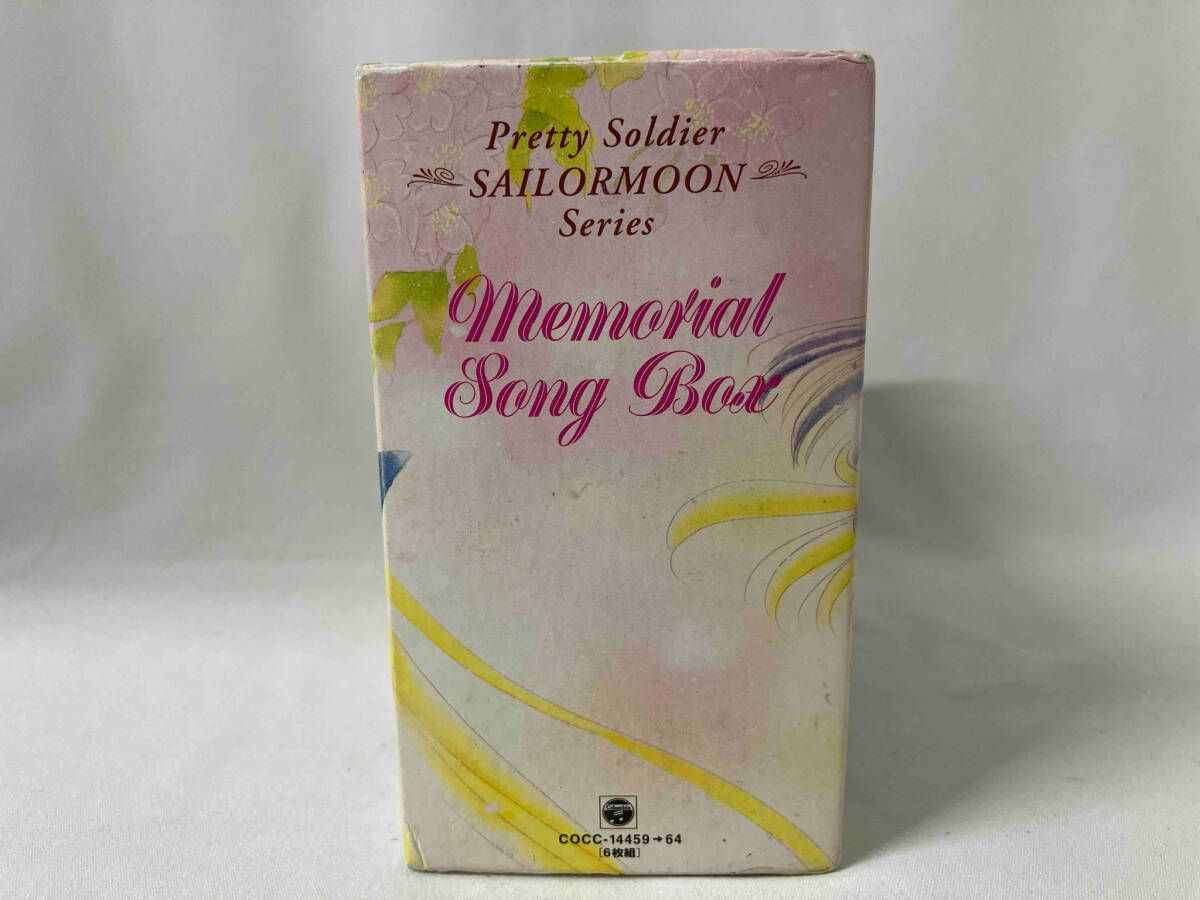 Pretty Soldier
SAILORMOON
Series
Memorial
Song Box
COCC-14459→64
[6枚組]